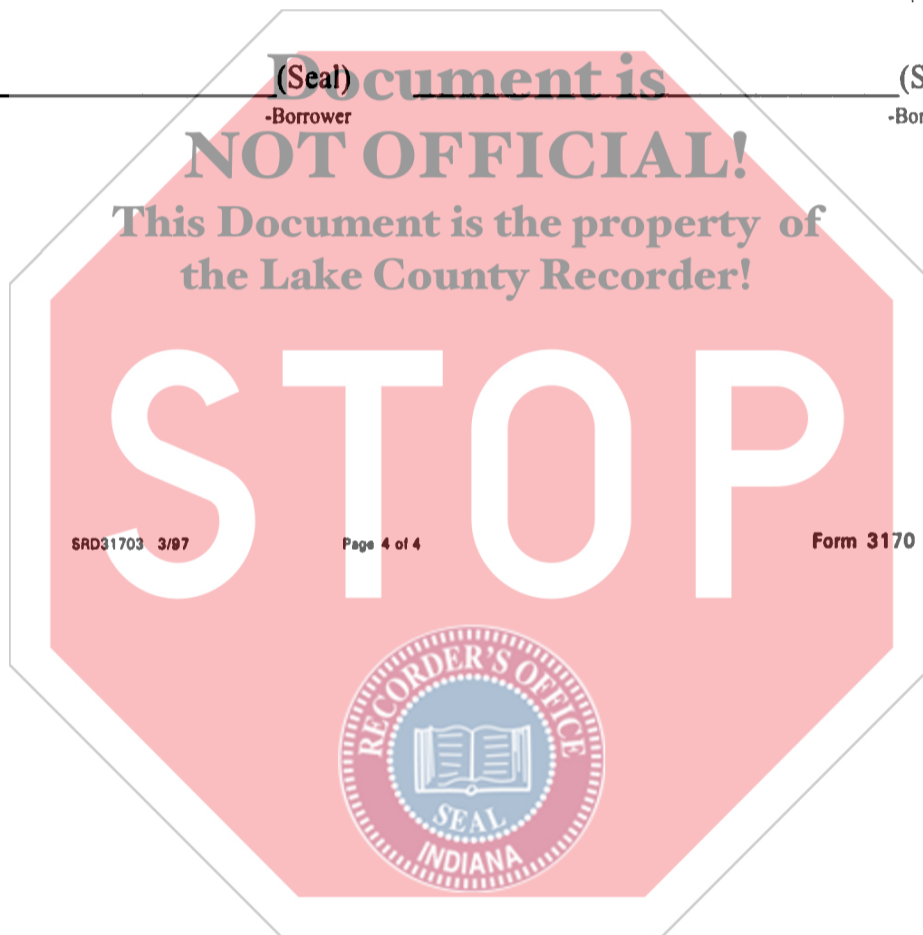 (Seal) (S
-Borrower -Bor
Document is
NOT OFFICIAL!
This Document is the property of
the Lake County Recorder!
STOP
SRD31703 3/97 Page 4 of 4 Form 3170
RECORDER'S OFFICE
SEAL
INDIANA